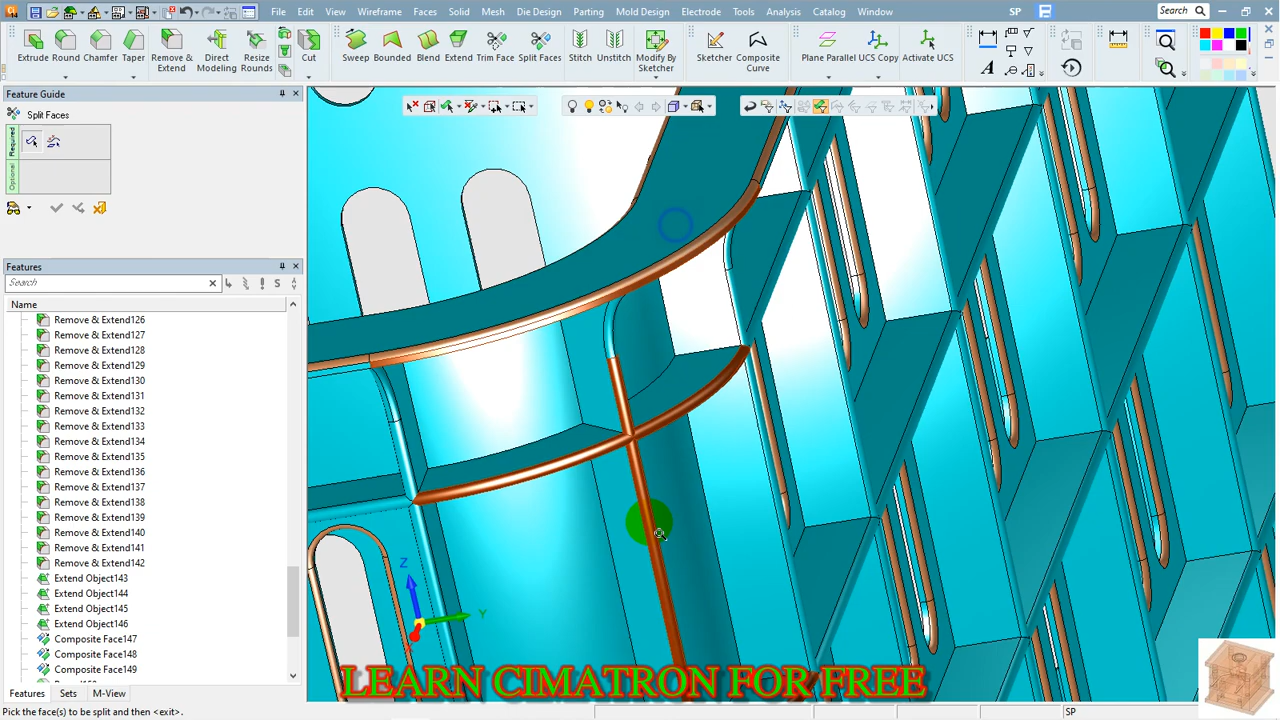 File Edit View Wireframe Faces Solid Mesh Die Design Parting Mold Design Electrode Tools Analysis Catalog Window SP Search
Extrude Round Chamfer Taper Remove & Extend Direct Modeling Resize Rounds Cut Sweep Bounded Blend Extend Trim Face Split Faces Stitch Unstitch Modify By Sketcher Sketcher Composite Curve Plane Parallel UCS Copy Activate UCS
Feature Guide
Split Faces
Required
Optional
Features
Search
Name
Remove & Extend126
Remove & Extend127
Remove & Extend128
Remove & Extend129
Remove & Extend130
Remove & Extend131
Remove & Extend132
Remove & Extend133
Remove & Extend134
Remove & Extend135
Remove & Extend136
Remove & Extend137
Remove & Extend138
Remove & Extend139
Remove & Extend140
Remove & Extend141
Remove & Extend142
Extend Object143
Extend Object144
Extend Object145
Extend Object146
Composite Face147
Composite Face148
Composite Face149
Z
Y
LEARN CIMATRON FOR FREE
Features Sets M-View
Pick the face(s) to be split and then <exit>. SP